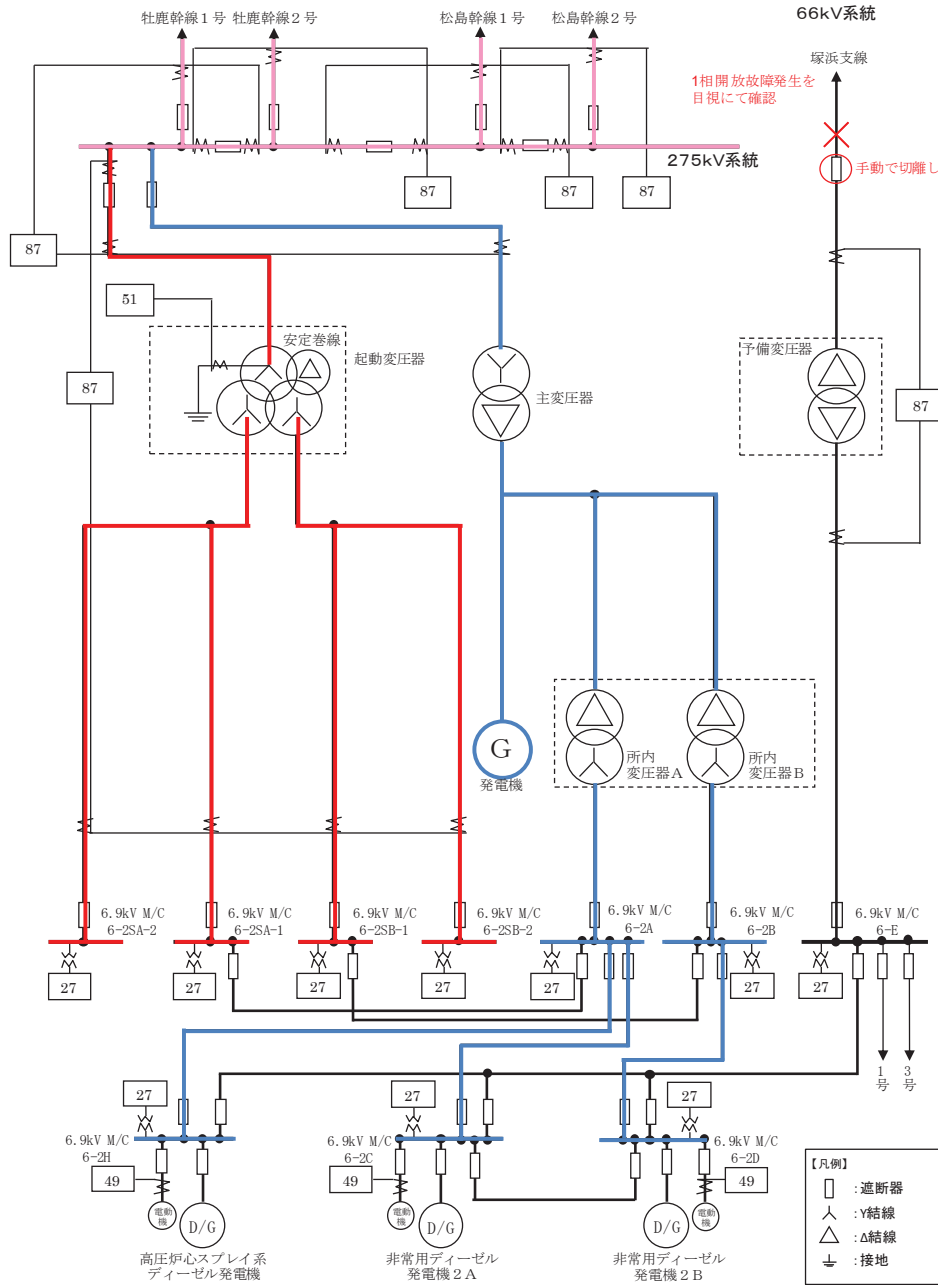 66kV系統
牡鹿幹線1号
牡鹿幹線2号
松島幹線1号
松島幹線2号
塚浜支線
1相開放故障発生を
目視にて確認
275kV系統
手動で切離し
87
87
87
87
51
安定巻線
起動変圧器
予備変圧器
87
主変圧器
87
G
発電機
所内
変圧器A
所内
変圧器B
6.9kV M/C
6-2SA-2
6.9kV M/C
6-2SA-1
6.9kV M/C
6-2SB-1
6.9kV M/C
6-2SB-2
6.9kV M/C
6-2A
6.9kV M/C
6-2B
6.9kV M/C
6-E
27
27
27
27
27
27
27
1号
3号
27
27
27
6.9kV M/C
6-2H
6.9kV M/C
6-2C
6.9kV M/C
6-2D
49
49
49
電動機
D/G
電動機
D/G
D/G
電動機
高圧炉心スプレイ系
ディーゼル発電機
非常用ディーゼル
発電機2A
非常用ディーゼル
発電機2B
【凡例】
:遮断器
:Y結線
:Δ結線
:接地